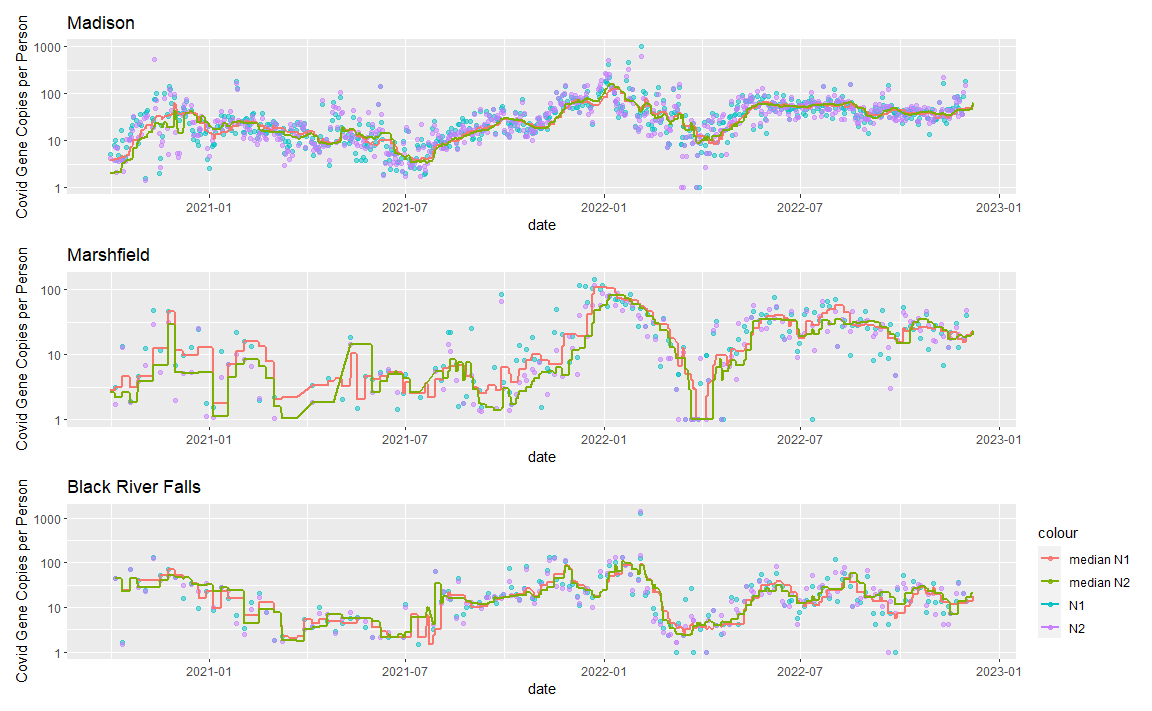 Madison
Covid Gene Copies per Person
1000
100
10
1
2021-01
2021-07
2022-01
2022-07
2023-01
date
Marshfield
Covid Gene Copies per Person
100
10
1
2021-01
2021-07
2022-01
2022-07
2023-01
date
Black River Falls
Covid Gene Copies per Person
1000
100
10
1
2021-01
2021-07
2022-01
2022-07
2023-01
date
colour
median N1
median N2
N1
N2